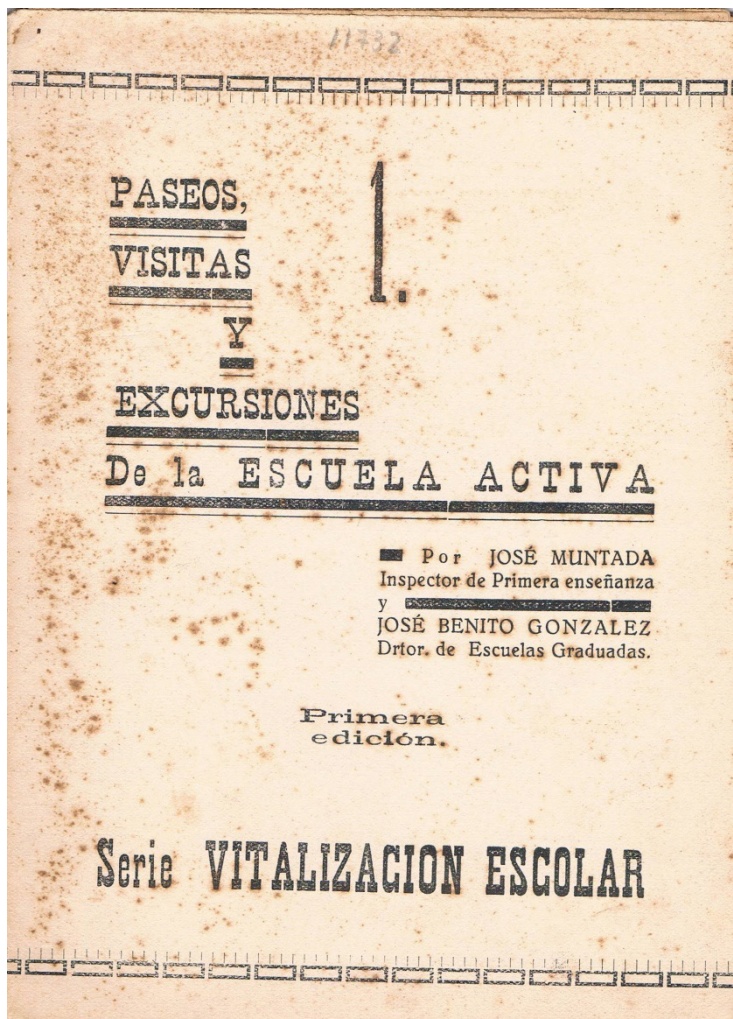 11732
PASEOS,
1.
VISITAS
Y
EXCURSIONES
De la ESCUELA ACTIVA
Por JOSÉ MUNTADA
Inspector de Primera enseñanza
y
JOSÉ BENITO GONZALEZ
Drtor. de Escuelas Graduadas.
Primera
edición.
Serie VITALIZACION ESCOLAR